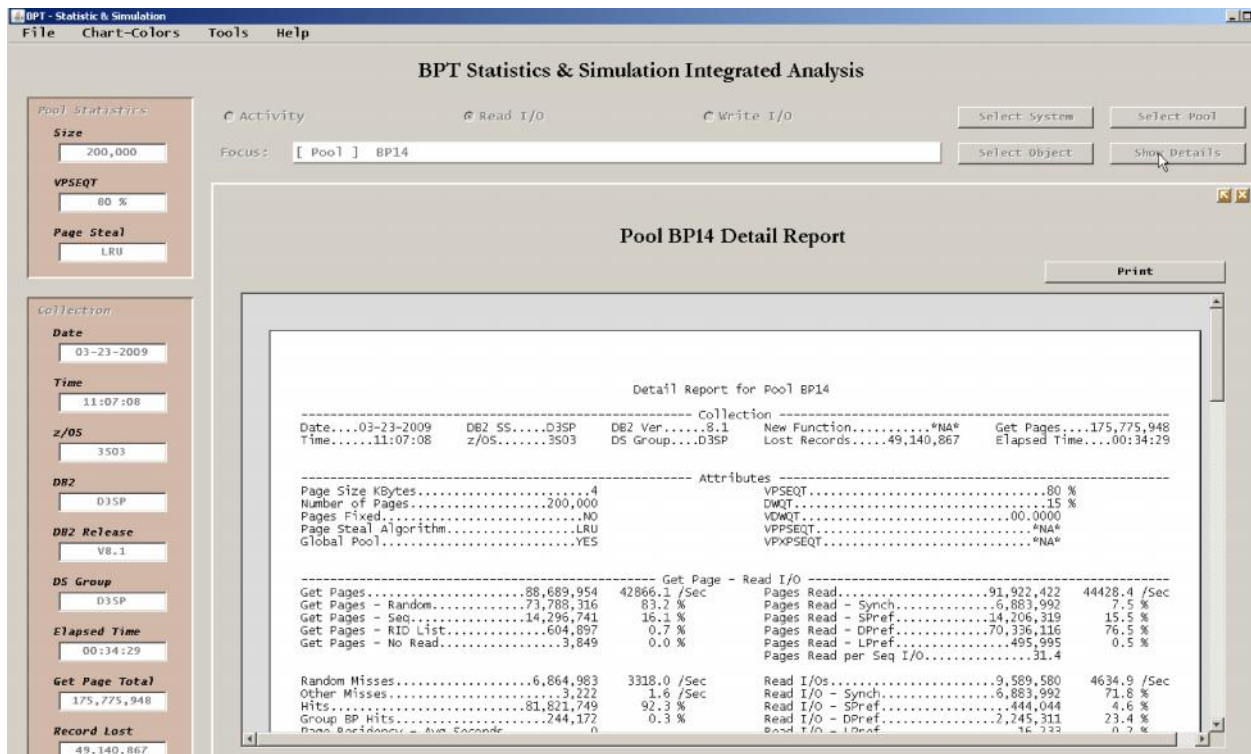 BPT - Statistic & Simulation
File Chart-Colors Tools Help
BPT Statistics & Simulation Integrated Analysis
Pool Statistics
Size
200,000
VPSEQT
80 %
Page Steal
LRU
Activity Read I/O Write I/O Select System Select Pool
Focus: [ Pool ] BP14 Select Object Show Details
Collection
Date
03-23-2009
Time
11:07:08
z/OS
3S03
DB2
D3SP
DB2 Release
V8.1
DS Group
D3SP
Elapsed Time
00:34:29
Get Page Total
175,775,948
Record Lost
49,140,867
Pool BP14 Detail Report
Print
Detail Report for Pool BP14
Collection
Date....03-23-2009 DB2 SS.....D3SP DB2 Ver......8.1 New Function...........*NA* Get Pages....175,775,948
Time......11:07:08 z/OS.......3S03 DS Group....D3SP Lost Records.....49,140,867 Elapsed Time....00:34:29
Attributes
Page Size KBytes........................4 VPSEQT.................................80 %
Number of Pages...................200,000 DWQT...................................15 %
Pages Fixed............................NO VDWQT.............................00.0000
Page Steal Algorithm..................LRU VPPSEQT..............................*NA*
Global Pool...........................YES VPXPSEQT.............................*NA*
Get Page - Read I/O
Get Pages......................88,689,954 42866.1 /Sec Pages Read.....................91,922,422 44428.4 /Sec
Get Pages - Random.............73,788,316 83.2 % Pages Read - Synch..............6,883,992 7.5 %
Get Pages - Seq................14,296,741 16.1 % Pages Read - SPref.............14,206,319 15.5 %
Get Pages - RID List..............604,897 0.7 % Pages Read - DPref.............70,336,116 76.5 %
Get Pages - No Read.................3,849 0.0 % Pages Read - LPref................495,995 0.5 %
Pages Read per Seq I/O...............31.4
Random Misses...................6,864,983 3318.0 /Sec Read I/Os.......................9,589,580 4634.9 /Sec
Other Misses........................3,222 1.6 /Sec Read I/O - Synch................6,883,992 71.8 %
Hits...........................81,821,749 92.3 % Read I/O - SPref..................444,044 4.6 %
Group BP Hits.....................244,172 0.3 % Read I/O - DPref................2,245,311 23.4 %
Page Residency - Avg Seconds 0 Read I/O - LPref 16,233 0.2 %